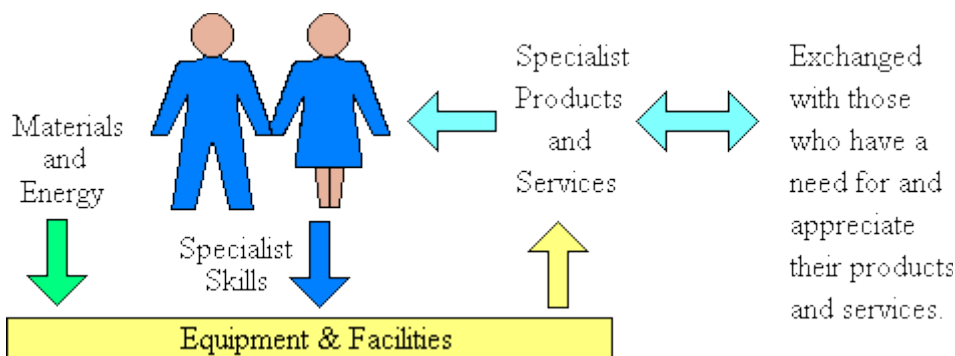 Materials
and
Energy
Specialist
Skills
Specialist
Products
and
Services
Exchanged
with those
who have a
need for and
appreciate
their products
and services.
Equipment & Facilities